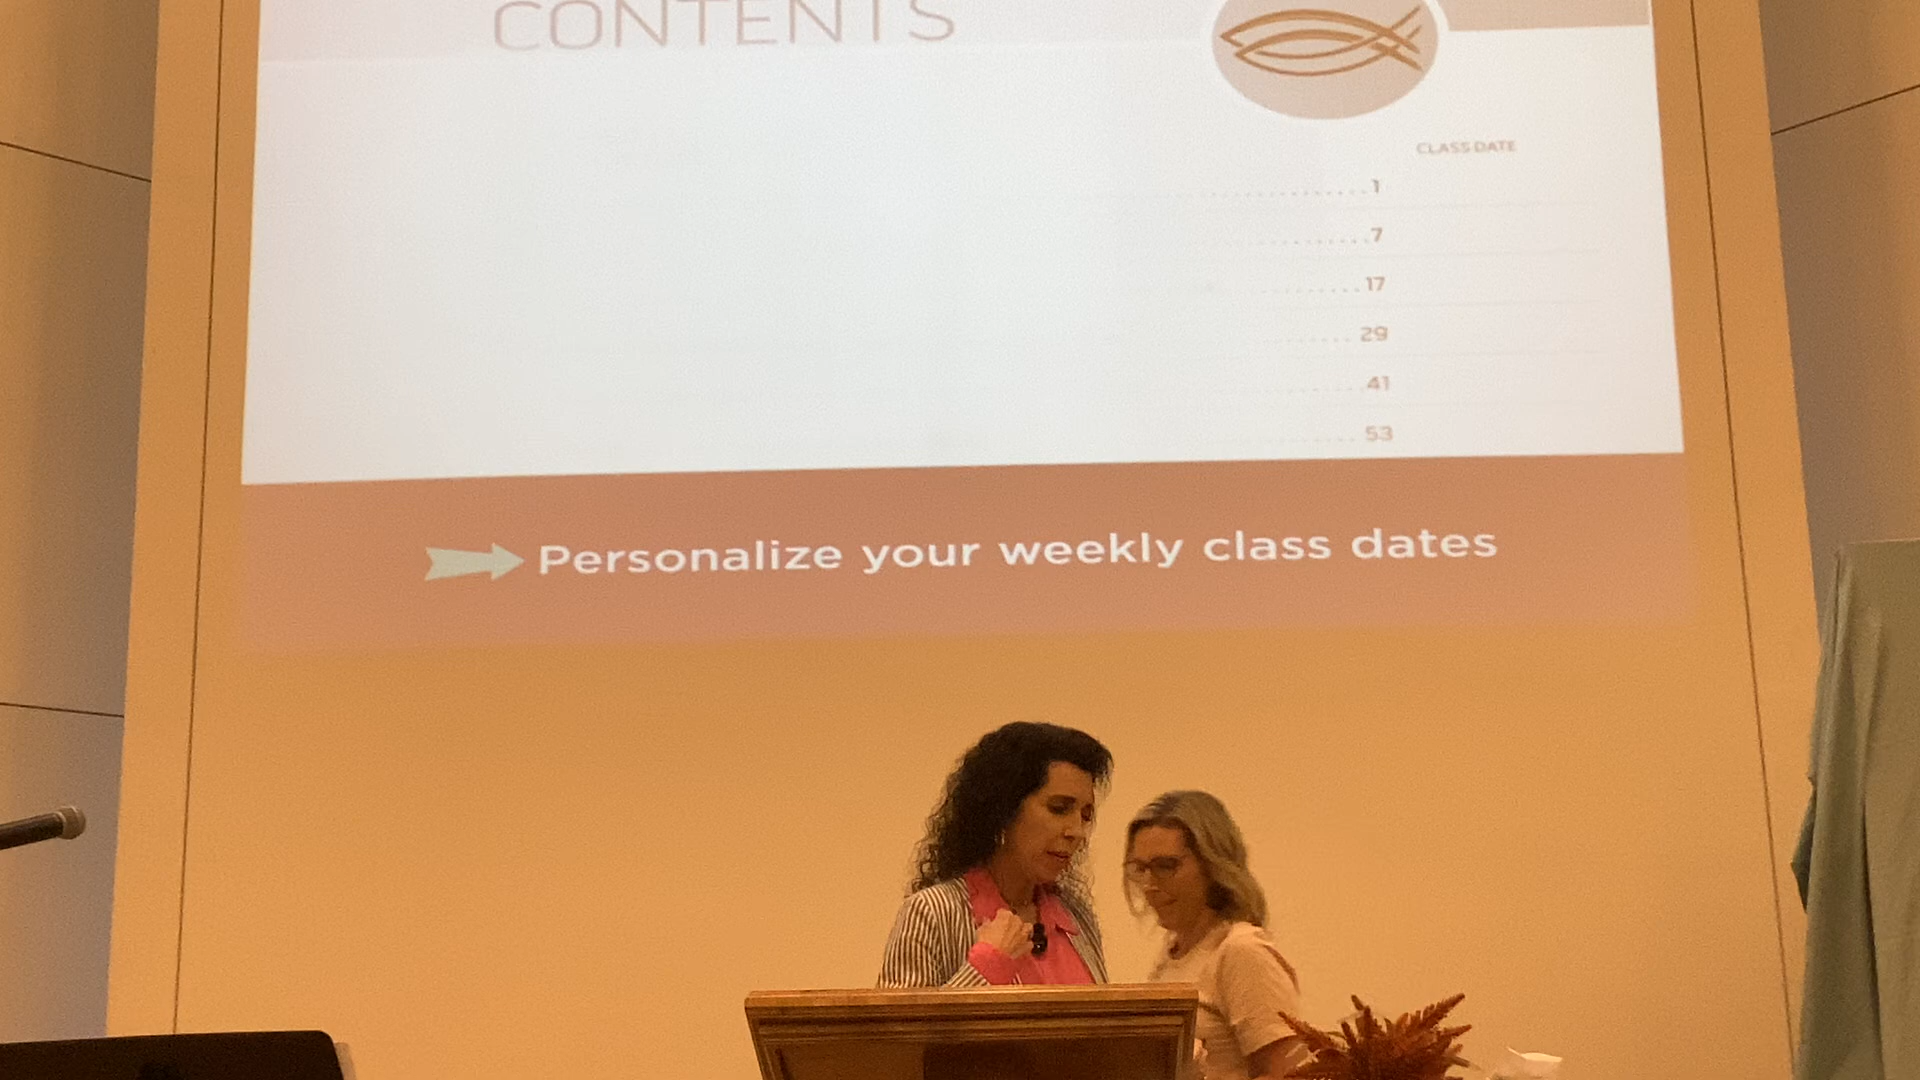 CONTENTS
CLASS DATE
1
7
17
29
41
53
Personalize your weekly class dates